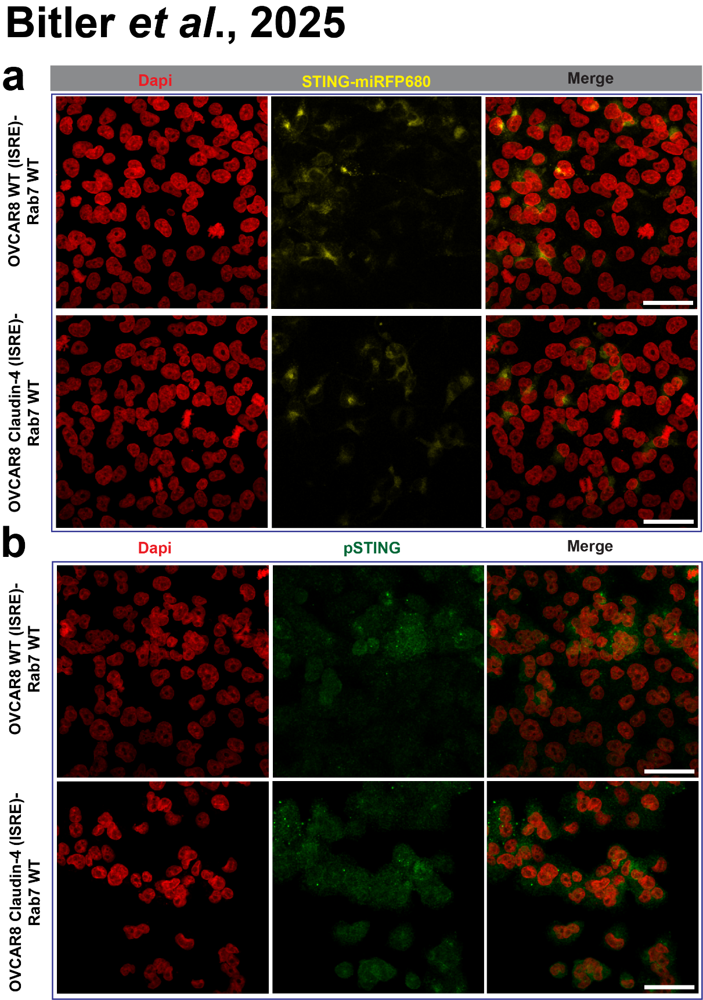 Bitler et al., 2025
a
Dapi
STING-miRFP680
Merge
OVCAR8 WT (ISRE)-
Rab7 WT
OVCAR8 Claudin-4 (ISRE)-
Rab7 WT
b
Dapi
pSTING
Merge
OVCAR8 WT (ISRE)-
Rab7 WT
OVCAR8 Claudin-4 (ISRE)-
Rab7 WT